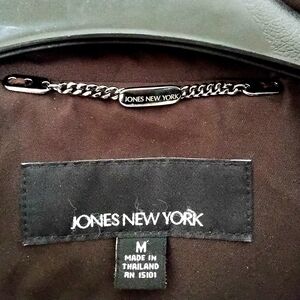 JONES NEW YORK
JONES NEW YORK
M
MADE IN
THAILAND
RN 15101